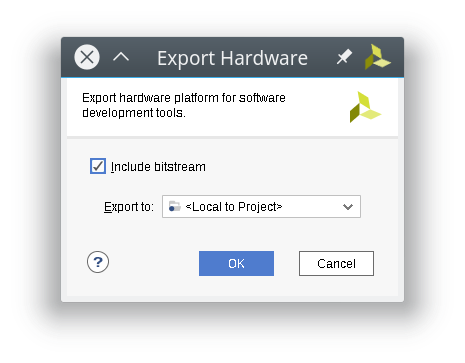 Export Hardware
Export hardware platform for software
development tools.
Include bitstream
Export to: <Local to Project>
?
OK Cancel